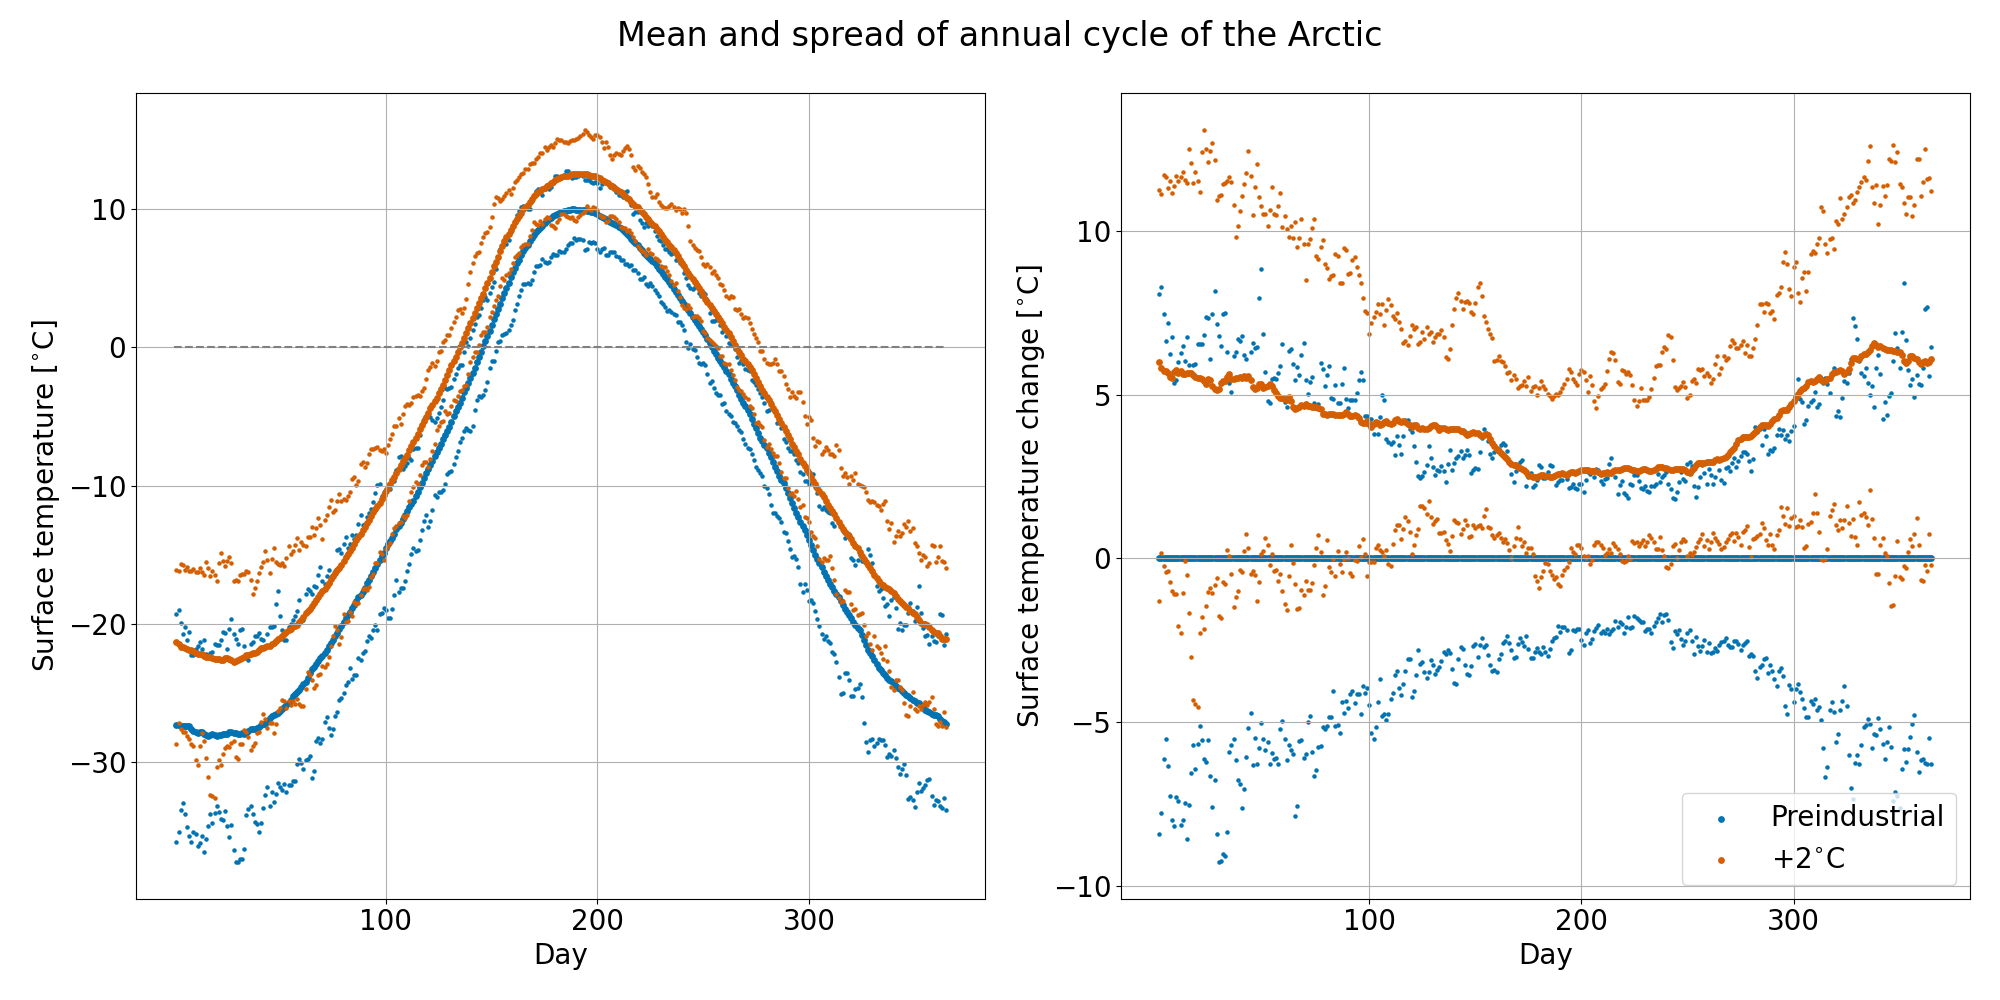 Mean and spread of annual cycle of the Arctic
Surface temperature [°C]
10
0
−10
−20
−30
100
200
300
Day
Surface temperature change [°C]
10
5
0
−5
−10
100
200
300
Day
Preindustrial
+2°C